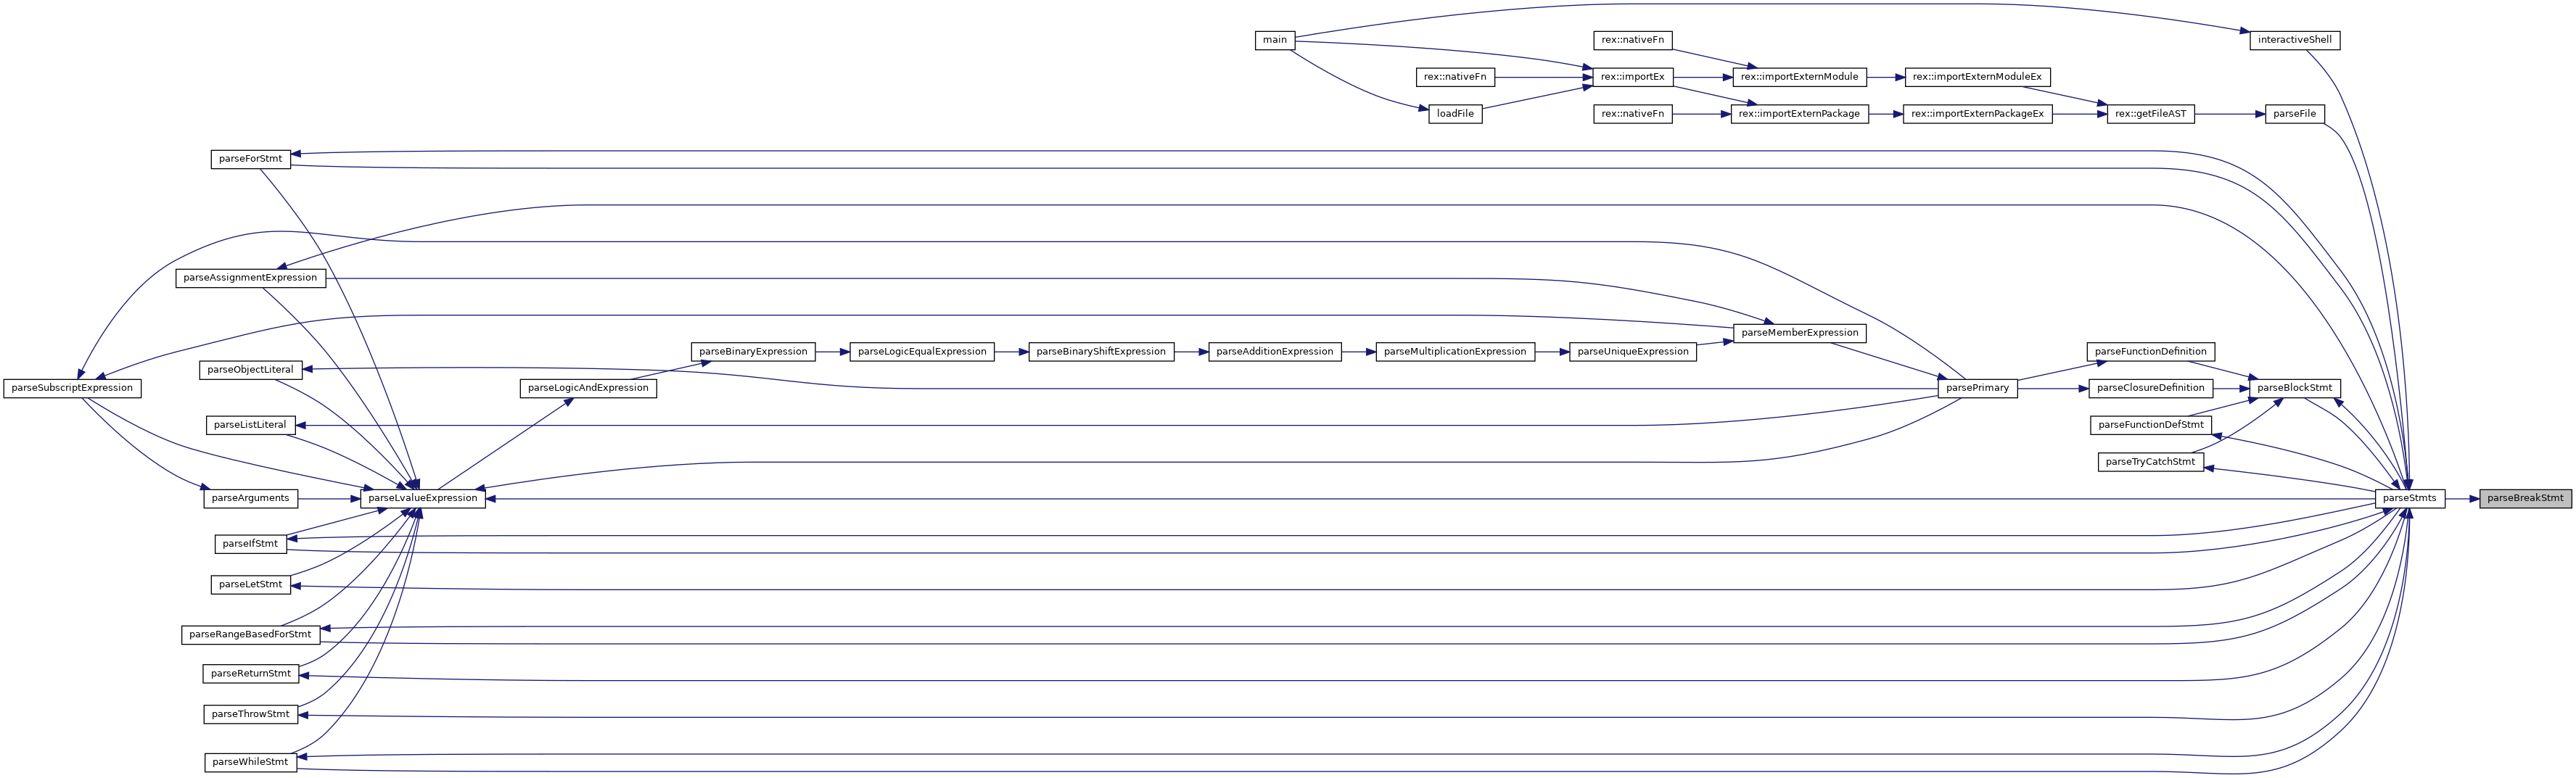 main
rex::nativeFn
interactiveShell
rex::nativeFn
rex::importEx
rex::importExternModule
rex::importExternModuleEx
loadFile
rex::nativeFn
rex::importExternPackage
rex::importExternPackageEx
rex::getFileAST
parseFile
parseForStmt
parseAssignmentExpression
parseMemberExpression
parseBinaryExpression
parseLogicEqualExpression
parseBinaryShiftExpression
parseAdditionExpression
parseMultiplicationExpression
parseUniqueExpression
parseFunctionDefinition
parseObjectLiteral
parseSubscriptExpression
parseLogicAndExpression
parsePrimary
parseClosureDefinition
parseBlockStmt
parseListLiteral
parseFunctionDefStmt
parseTryCatchStmt
parseArguments
parseLvalueExpression
parseStmts
parseBreakStmt
parseIfStmt
parseLetStmt
parseRangeBasedForStmt
parseReturnStmt
parseThrowStmt
parseWhileStmt